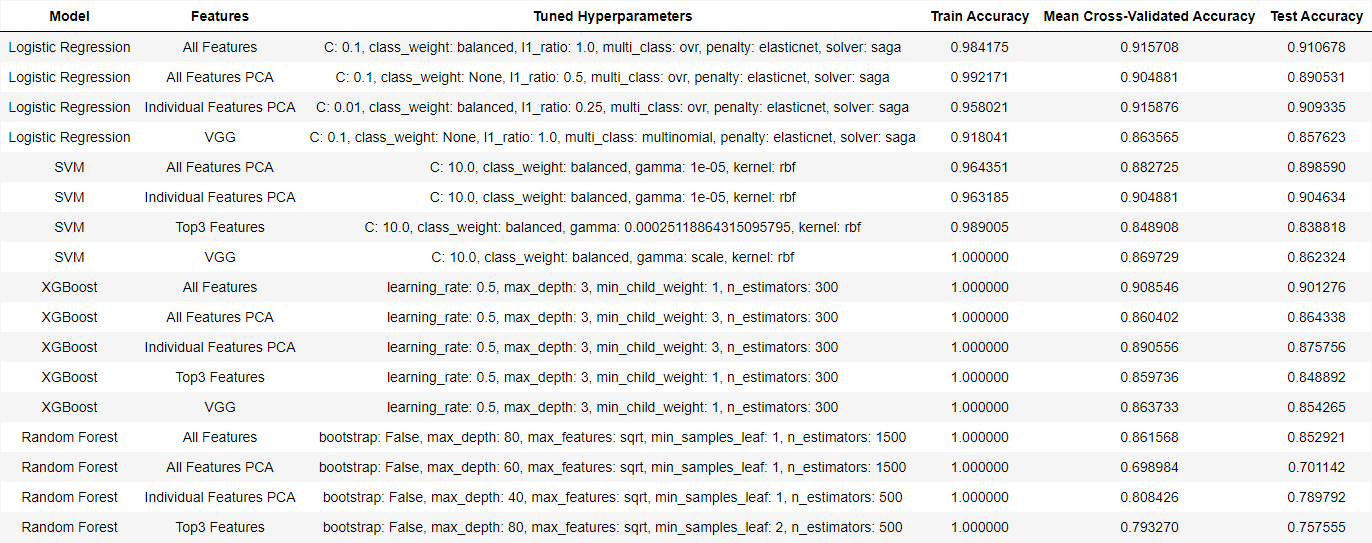 Model Features Tuned Hyperparameters Train Accuracy Mean Cross-Validated Accuracy Test Accuracy
Logistic Regression All Features C: 0.1, class_weight: balanced, l1_ratio: 1.0, multi_class: ovr, penalty: elasticnet, solver: saga 0.984175 0.915708 0.910678
Logistic Regression All Features PCA C: 0.1, class_weight: None, l1_ratio: 0.5, multi_class: ovr, penalty: elasticnet, solver: saga 0.992171 0.904881 0.890531
Logistic Regression Individual Features PCA C: 0.01, class_weight: balanced, l1_ratio: 0.25, multi_class: ovr, penalty: elasticnet, solver: saga 0.958021 0.915876 0.909335
Logistic Regression VGG C: 0.1, class_weight: None, l1_ratio: 1.0, multi_class: multinomial, penalty: elasticnet, solver: saga 0.918041 0.863565 0.857623
SVM All Features PCA C: 10.0, class_weight: balanced, gamma: 1e-05, kernel: rbf 0.964351 0.882725 0.898590
SVM Individual Features PCA C: 10.0, class_weight: balanced, gamma: 1e-05, kernel: rbf 0.963185 0.904881 0.904634
SVM Top3 Features C: 10.0, class_weight: balanced, gamma: 0.00025118864315095795, kernel: rbf 0.989005 0.848908 0.838818
SVM VGG C: 10.0, class_weight: balanced, gamma: scale, kernel: rbf 1.000000 0.869729 0.862324
XGBoost All Features learning_rate: 0.5, max_depth: 3, min_child_weight: 1, n_estimators: 300 1.000000 0.908546 0.901276
XGBoost All Features PCA learning_rate: 0.5, max_depth: 3, min_child_weight: 3, n_estimators: 300 1.000000 0.860402 0.864338
XGBoost Individual Features PCA learning_rate: 0.5, max_depth: 3, min_child_weight: 3, n_estimators: 300 1.000000 0.890556 0.875756
XGBoost Top3 Features learning_rate: 0.5, max_depth: 3, min_child_weight: 1, n_estimators: 300 1.000000 0.859736 0.848892
XGBoost VGG learning_rate: 0.5, max_depth: 3, min_child_weight: 1, n_estimators: 300 1.000000 0.863733 0.854265
Random Forest All Features bootstrap: False, max_depth: 80, max_features: sqrt, min_samples_leaf: 1, n_estimators: 1500 1.000000 0.861568 0.852921
Random Forest All Features PCA bootstrap: False, max_depth: 60, max_features: sqrt, min_samples_leaf: 1, n_estimators: 1500 1.000000 0.698984 0.701142
Random Forest Individual Features PCA bootstrap: False, max_depth: 40, max_features: sqrt, min_samples_leaf: 1, n_estimators: 500 1.000000 0.808426 0.789792
Random Forest Top3 Features bootstrap: False, max_depth: 80, max_features: sqrt, min_samples_leaf: 2, n_estimators: 500 1.000000 0.793270 0.757555